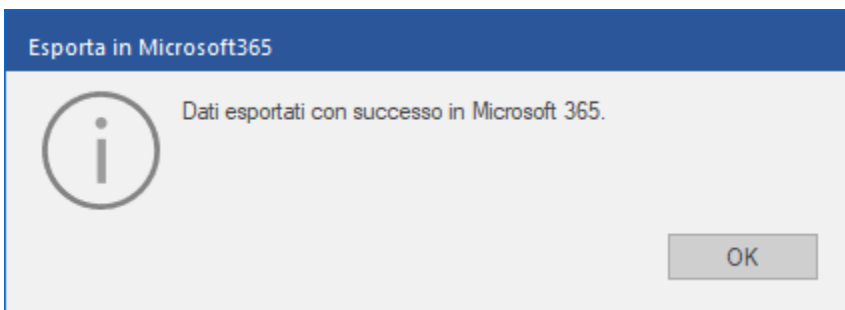 Esporta in Microsoft365
Dati esportati con successo in Microsoft 365.
OK